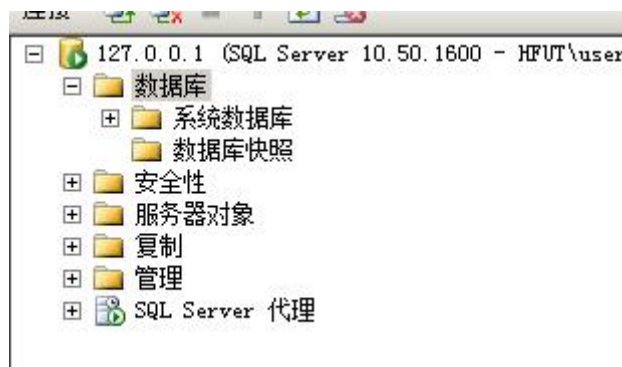 连接
127.0.0.1 (SQL Server 10.50.1600 - HFUT\user
数据库
系统数据库
数据库快照
安全性
服务器对象
复制
管理
SQL Server 代理